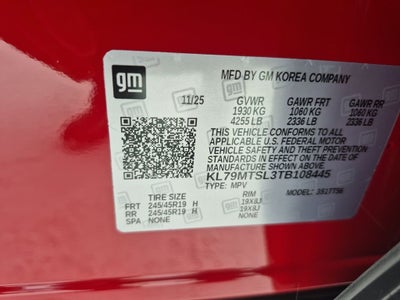 gm
MFD BY GM KOREA COMPANY
11/25 GVWR GAWR FRT GAWR RR
1930 KG 1060 KG 1060 KG
4255 LB 2336 LB 2336 LB
THIS VEHICLE CONFORMS TO ALL
APPLICABLE U.S. FEDERAL MOTOR
VEHICLE SAFETY, BUMPER, AND THEFT
PREVENTION STANDARDS IN EFFECT ON
THE DATE OF MANUFACTURE SHOWN ABOVE.
KL79MTSL3TB108445
TYPE: MPV MODEL:
TIRE SIZE RIM
FRT 245/45R19 H 19X8J
RR 245/45R19 H 19X8J
SPA NONE NONE